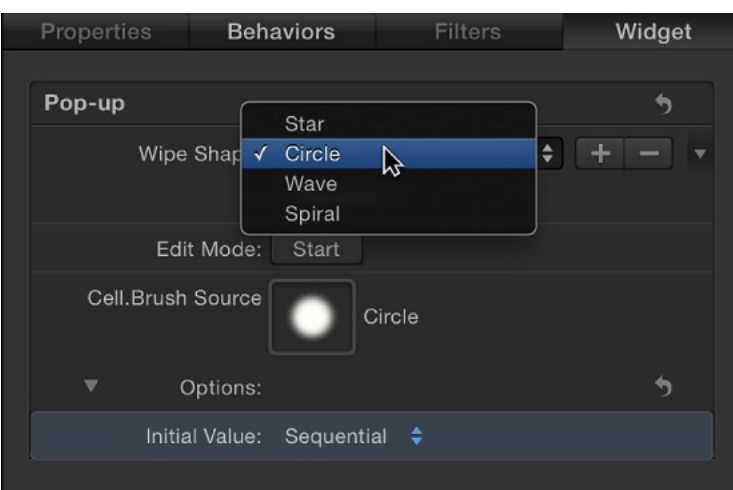 Properties Behaviors Filters Widget
Pop-up
Star
Wipe Shap ✓ Circle
Wave
Spiral
Edit Mode: Start
Cell.Brush Source Circle
Options:
Initial Value: Sequential